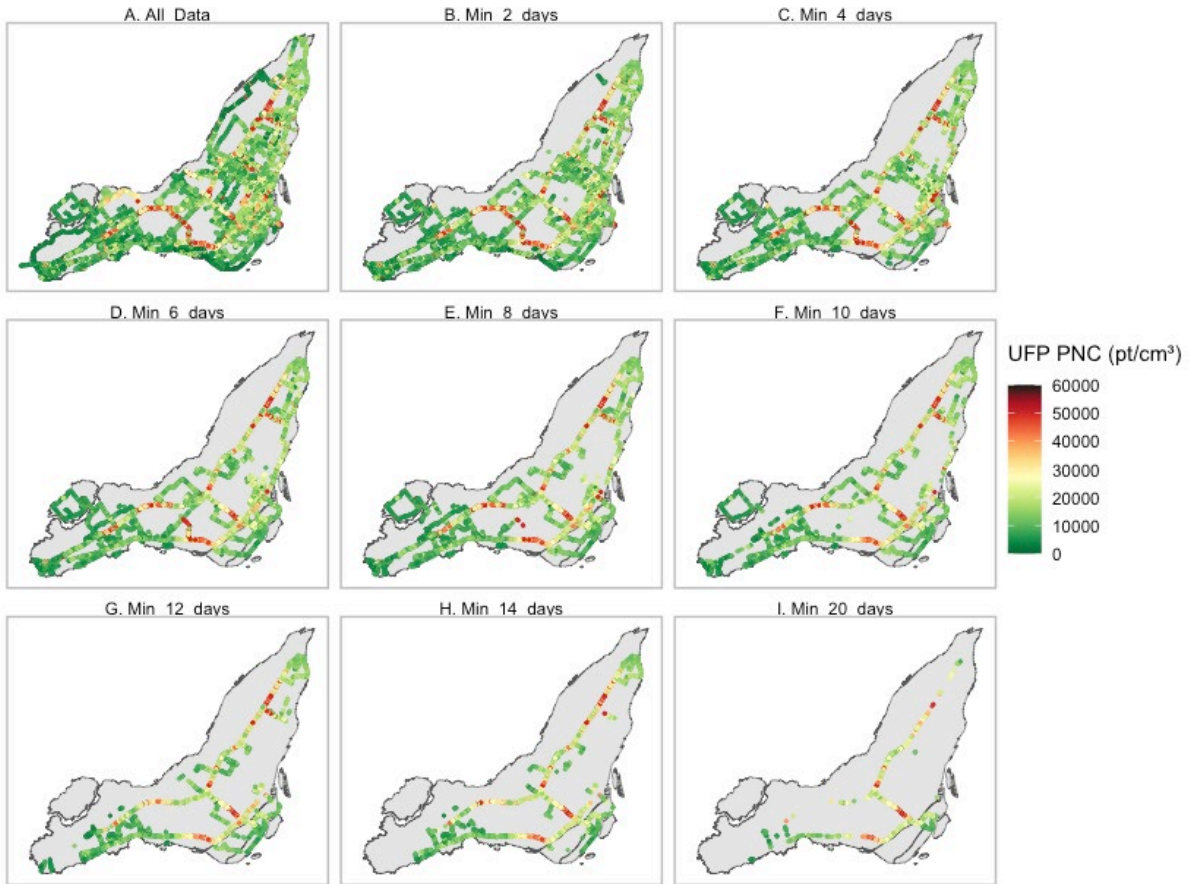 A. All Data
B. Min 2 days
C. Min 4 days
D. Min 6 days
E. Min 8 days
F. Min 10 days
UFP PNC (pt/cm³)
60000
50000
40000
30000
20000
10000
0
G. Min 12 days
H. Min 14 days
I. Min 20 days